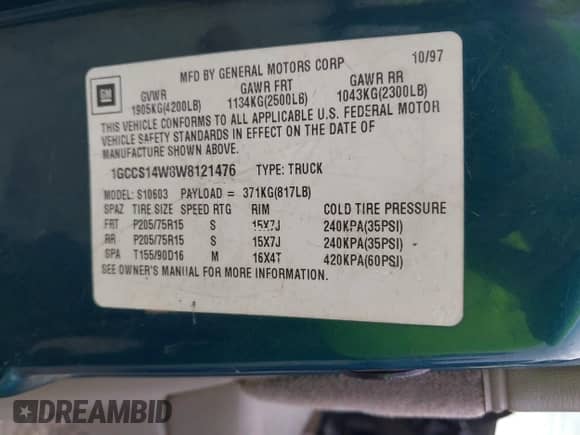 MFD BY GENERAL MOTORS CORP 10/97
GM
GVWR GAWR FRT GAWR RR
1905KG(4200LB) 1134KG(2500LB) 1043KG(2300LB)
THIS VEHICLE CONFORMS TO ALL APPLICABLE U.S. FEDERAL MOTOR
VEHICLE SAFETY STANDARDS IN EFFECT ON THE DATE OF
MANUFACTURE SHOWN ABOVE.
1GCCS14W8W8121476 TYPE: TRUCK
MODEL: S10603 PAYLOAD = 371KG(817LB)
SPAZ TIRE SIZE SPEED RTG RIM COLD TIRE PRESSURE
FRT P205/75R15 S 15X7J 240KPA(35PSI)
RR P205/75R15 S 15X7J 240KPA(35PSI)
SPA T155/90D16 M 16X4T 420KPA(60PSI)
SEE OWNER'S MANUAL FOR MORE INFORMATION.
DREAMBID